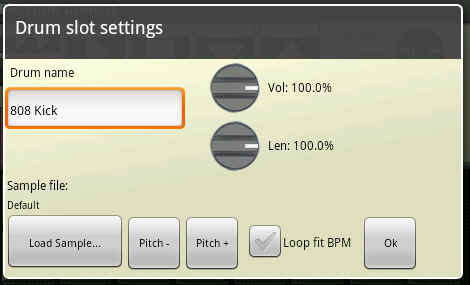 Drum slot settings
Drum name
808 Kick
Vol: 100.0%
Len: 100.0%
Sample file:
Default
Load Sample...
Pitch -
Pitch +
Loop fit BPM
Ok